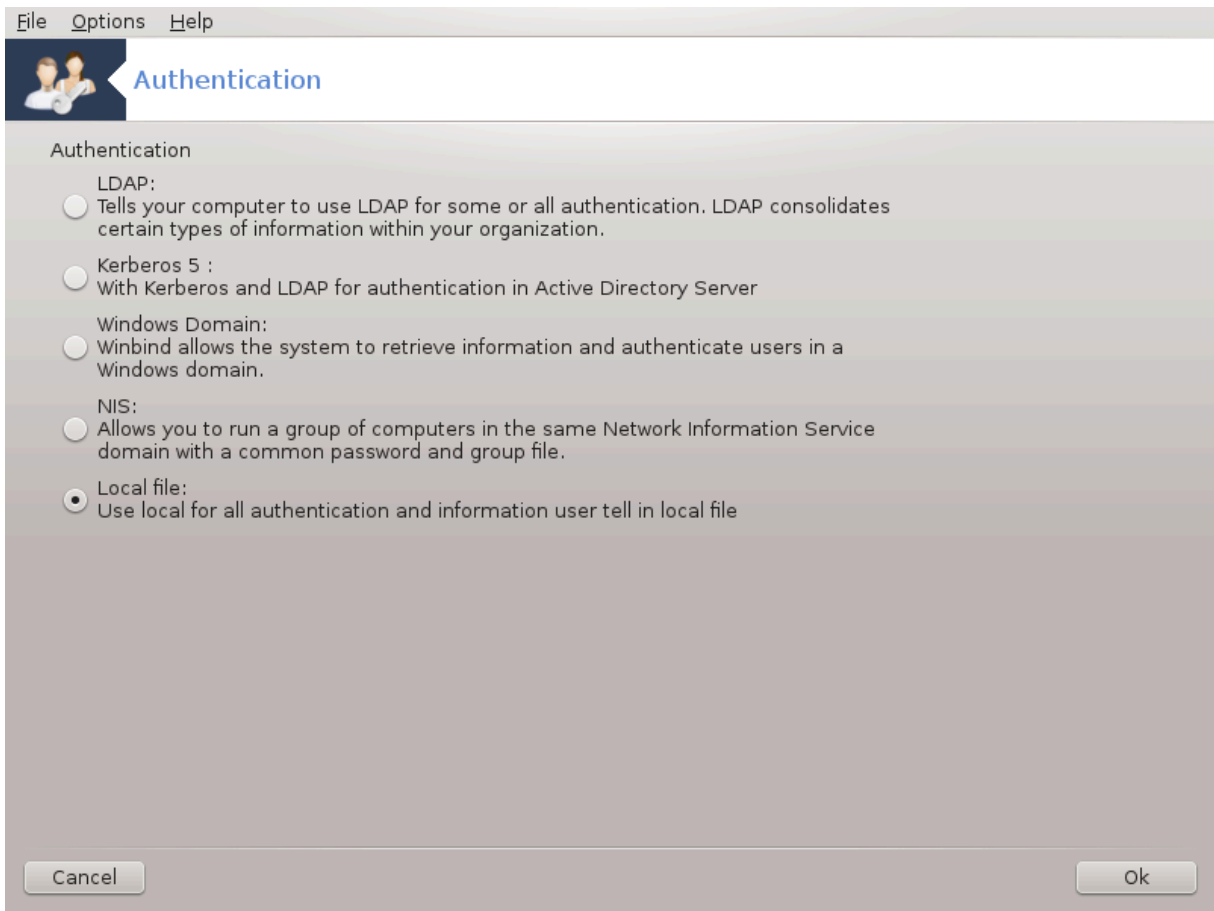 File Options Help
Authentication
Authentication
LDAP:
Tells your computer to use LDAP for some or all authentication. LDAP consolidates
certain types of information within your organization.
Kerberos 5 :
With Kerberos and LDAP for authentication in Active Directory Server
Windows Domain:
Winbind allows the system to retrieve information and authenticate users in a
Windows domain.
NIS:
Allows you to run a group of computers in the same Network Information Service
domain with a common password and group file.
Local file:
Use local for all authentication and information user tell in local file
Cancel Ok